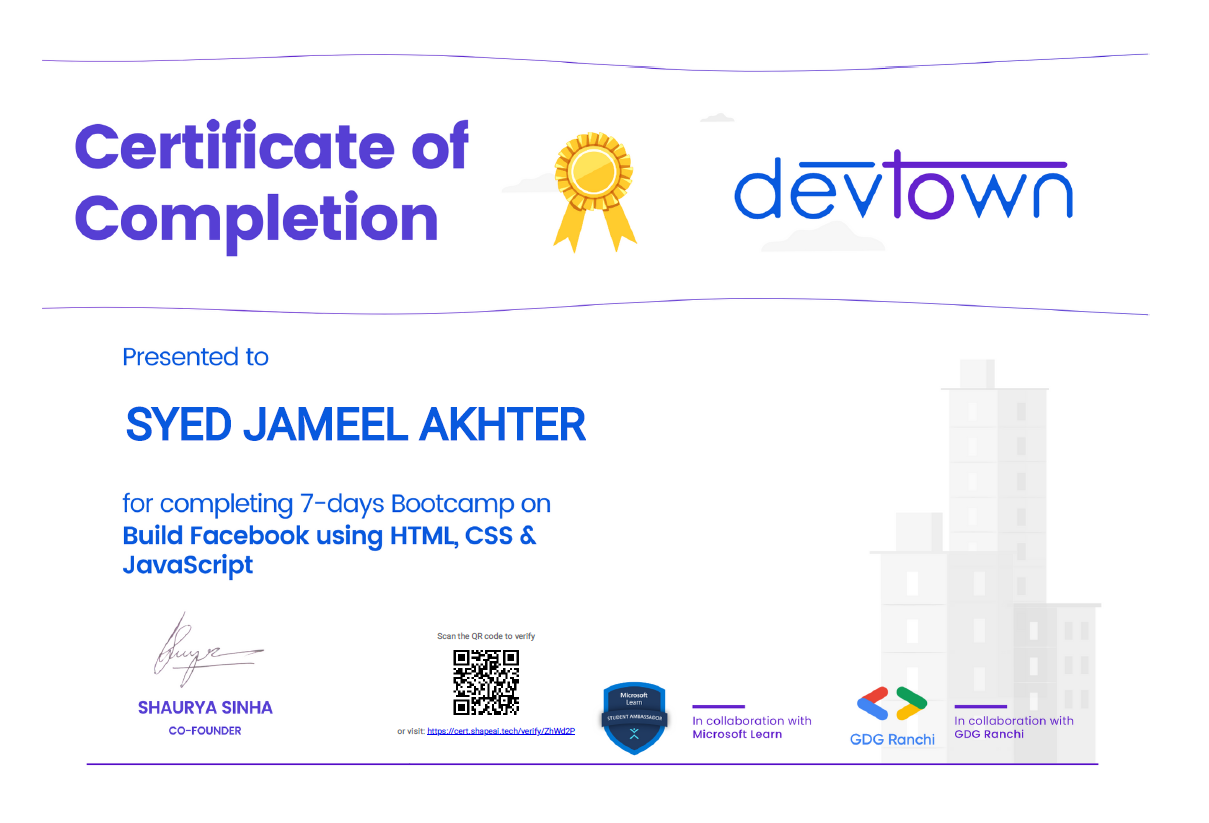 Certificate of
Completion
devtown
Presented to
SYED JAMEEL AKHTER
for completing 7-days Bootcamp on
Build Facebook using HTML, CSS &
JavaScript
SHAURYA SINHA
CO-FOUNDER
Scan the QR code to verify
or visit: https://cert.shapeai.tech/verify/ZhWd2P
Microsoft
Learn
STUDENT AMBASSADOR
In collaboration with
Microsoft Learn
GDG Ranchi
In collaboration with
GDG Ranchi